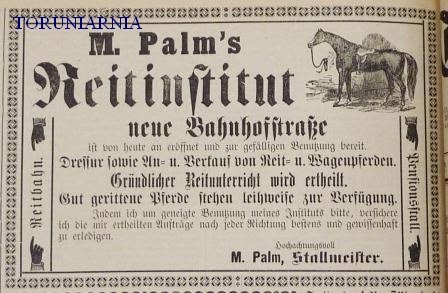 TORUNIARNIA
M. Palm's
Reitinstitut
neue Bahnhofstraße
ist von heute an eröffnet und zur gefälligen Benutzung bereit.
Dressur sowie An- u. Verkauf von Reit- u. Wagenpferden.
Gründlicher Reitunterricht wird ertheilt.
Gut gerittene Pferde stehen leihweise zur Verfügung.
Indem ich um geneigte Benutzung meines Instituts bitte, versichere
ich die mir ertheilten Aufträge nach jeder Richtung bestens und gewissenhaft
zu erledigen.
Hochachtungsvoll
M. Palm, Stallmeister.
Reitbahn.
Pensionsstall.